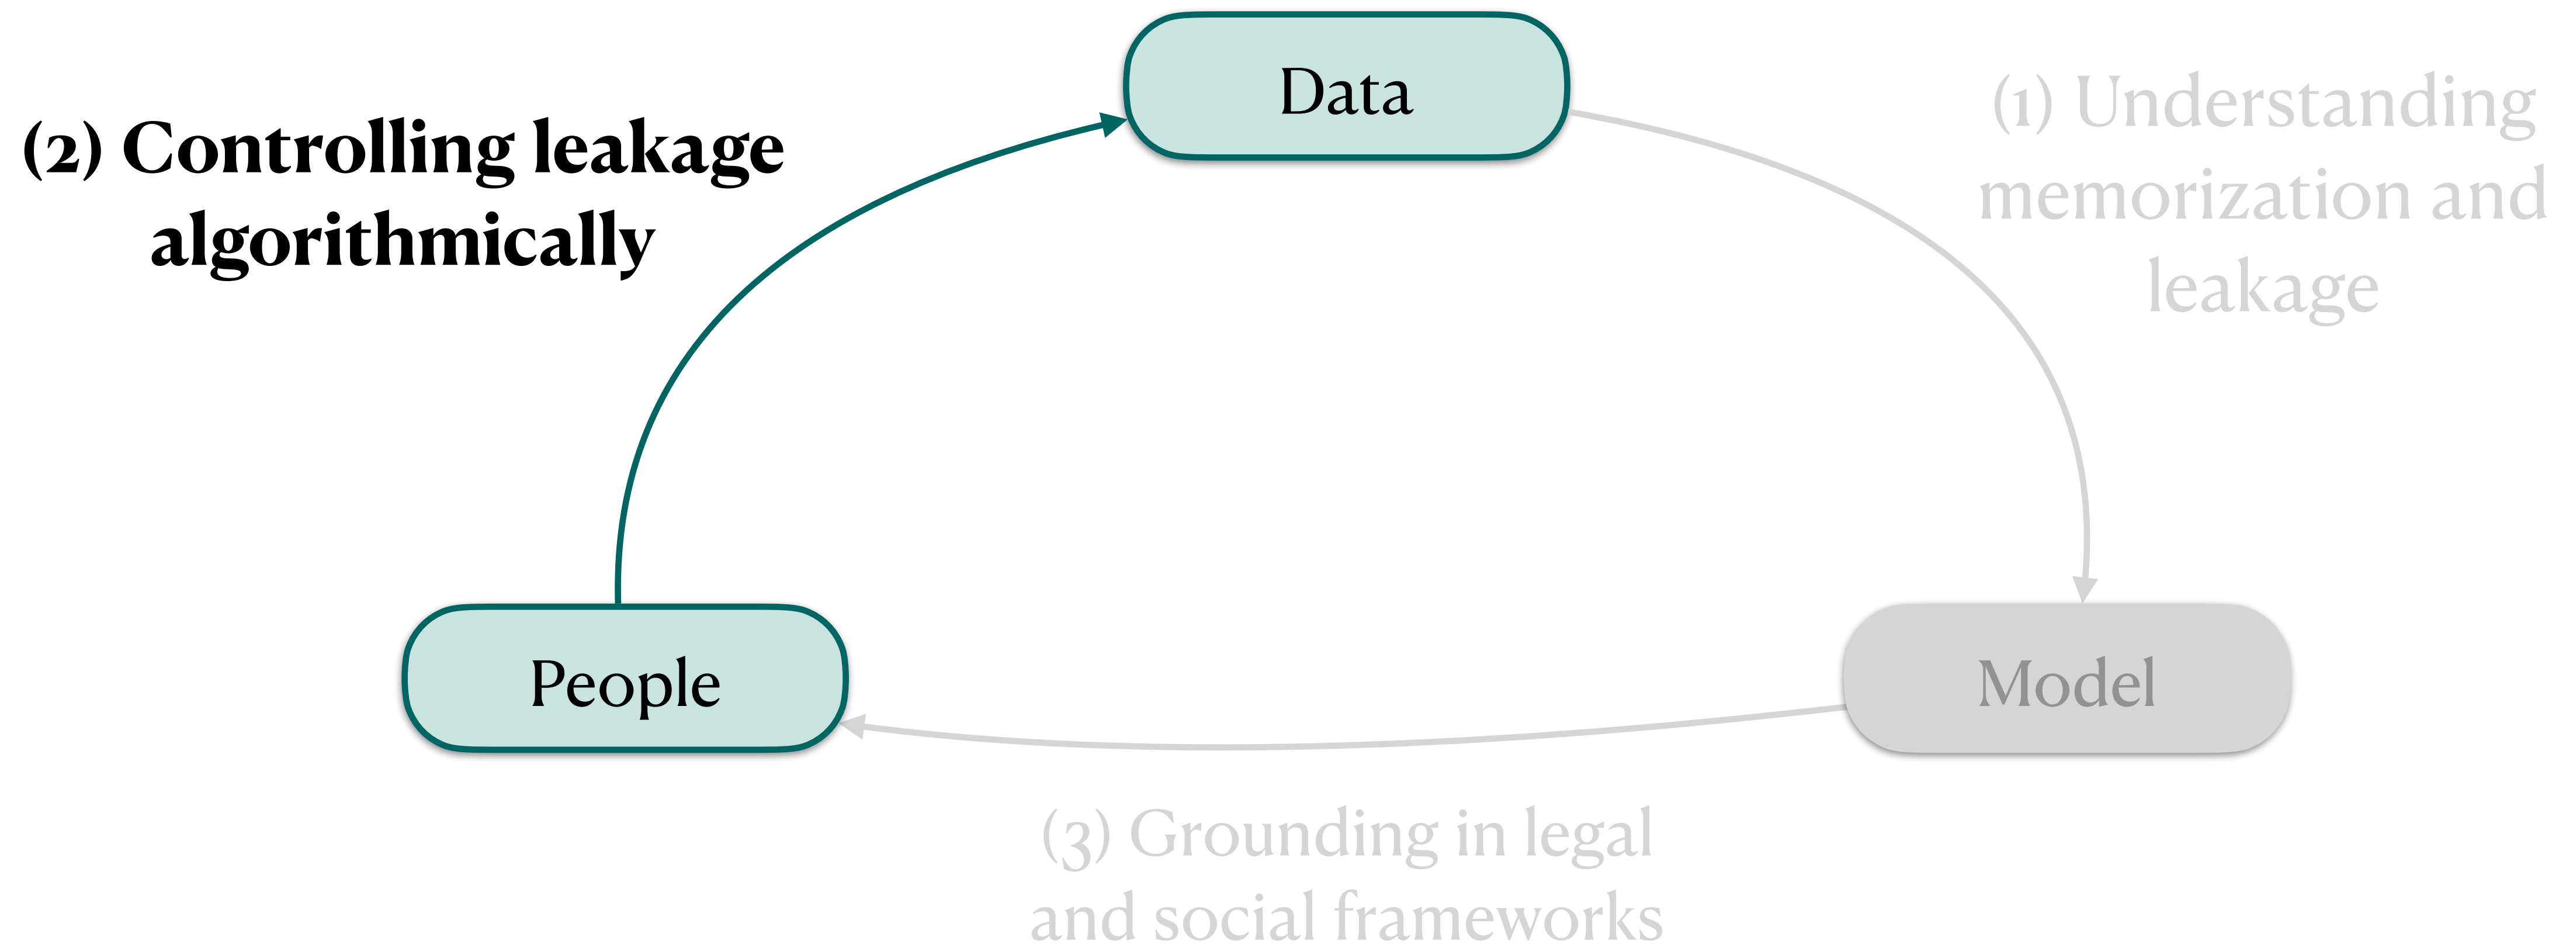 Data
(1) Understanding
memorization and
leakage
(2) Controlling leakage
algorithmically
People
Model
(3) Grounding in legal
and social frameworks